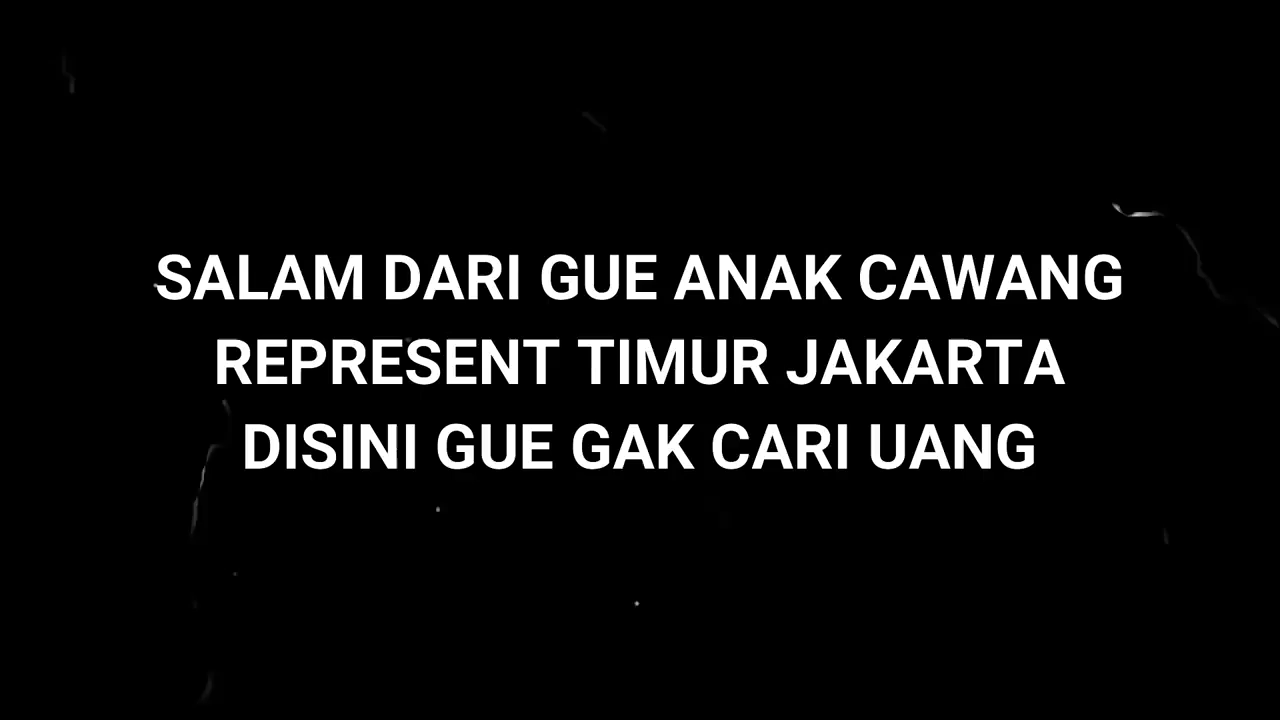 SALAM DARI GUE ANAK CAWANG
REPRESENT TIMUR JAKARTA
DISINI GUE GAK CARI UANG